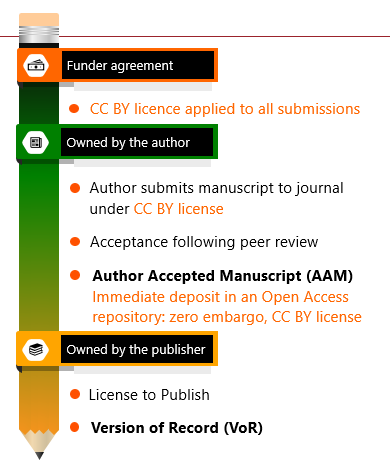 Funder agreement
CC BY licence applied to all submissions
Owned by the author
Author submits manuscript to journal
under CC BY license
Acceptance following peer review
Author Accepted Manuscript (AAM)
Immediate deposit in an Open Access
repository: zero embargo, CC BY license
Owned by the publisher
License to Publish
Version of Record (VoR)